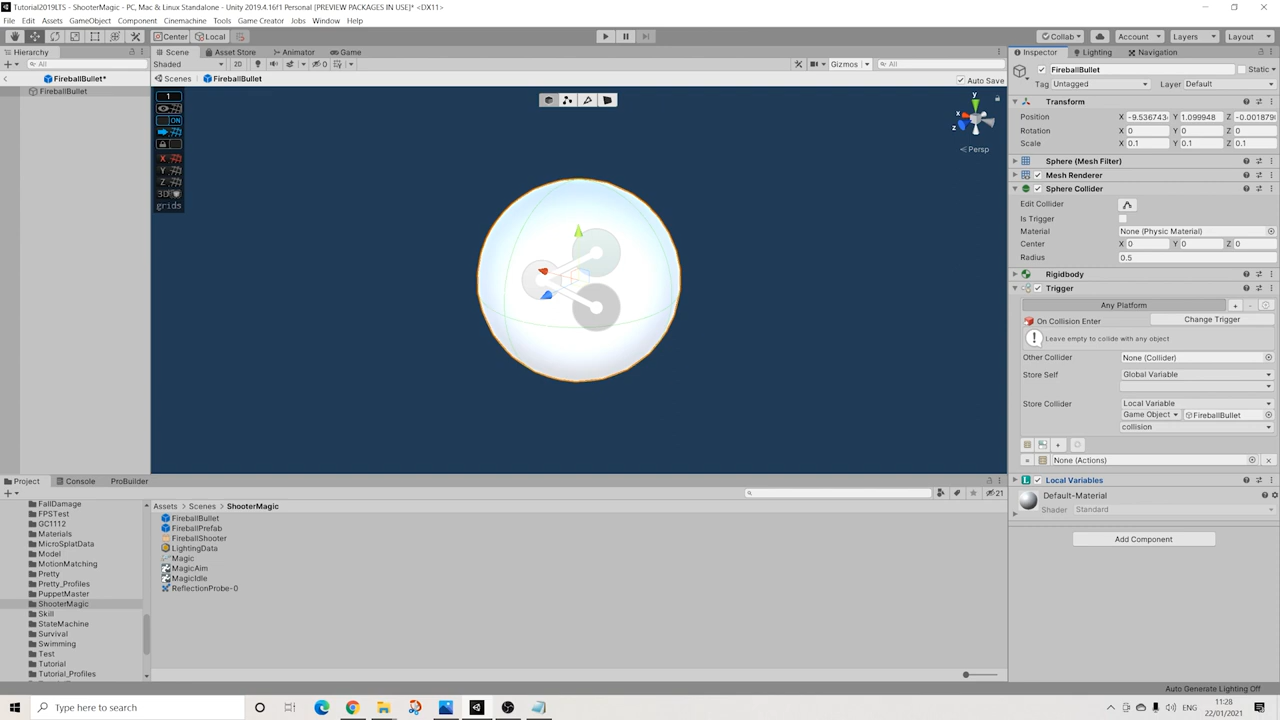 Tutorial2019LTS - ShooterMagic - PC, Mac & Linux Standalone - Unity 2019.4.16f1 Personal [PREVIEW PACKAGES IN USE]* <DX11>
File Edit Assets GameObject Component Cinemachine Tools Game Creator Jobs Window Help
Center Local Collab Account Layers Layout
Hierarchy Scene Asset Store Animator Game Inspector Lighting Navigation
All Shaded 2D 0 Gizmos All FireballBullet Static
FireballBullet* Scenes FireballBullet Auto Save Tag Untagged Layer Default
FireballBullet
1
ON
X
Y
Z
3D
grids
y
x
z
Persp
Transform
Position X -9.536743 Y 1.099948 Z -0.001879
Rotation X 0 Y 0 Z 0
Scale X 0.1 Y 0.1 Z 0.1
Sphere (Mesh Filter)
Mesh Renderer
Sphere Collider
Edit Collider
Is Trigger
Material None (Physic Material)
Center X 0 Y 0 Z 0
Radius 0.5
Rigidbody
Trigger
Any Platform + -
On Collision Enter Change Trigger
Leave empty to collide with any object
Other Collider None (Collider)
Store Self Global Variable
Store Collider Local Variable
Game Object FireballBullet
collision
+
None (Actions)
Local Variables
Default-Material
Shader Standard
Add Component
Project Console ProBuilder
21
FallDamage
FPSTest
GC1112
Materials
MicroSplatData
Model
MotionMatching
Pretty
Pretty_Profiles
PuppetMaster
ShooterMagic
Skill
StateMachine
Survival
Swimming
Test
Tutorial
Tutorial_Profiles
Assets Scenes ShooterMagic
FireballBullet
FireballPrefab
FireballShooter
LightingData
Magic
MagicAim
MagicIdle
ReflectionProbe-0
Auto Generate Lighting Off
Type here to search
ENG
11:28
22/01/2021